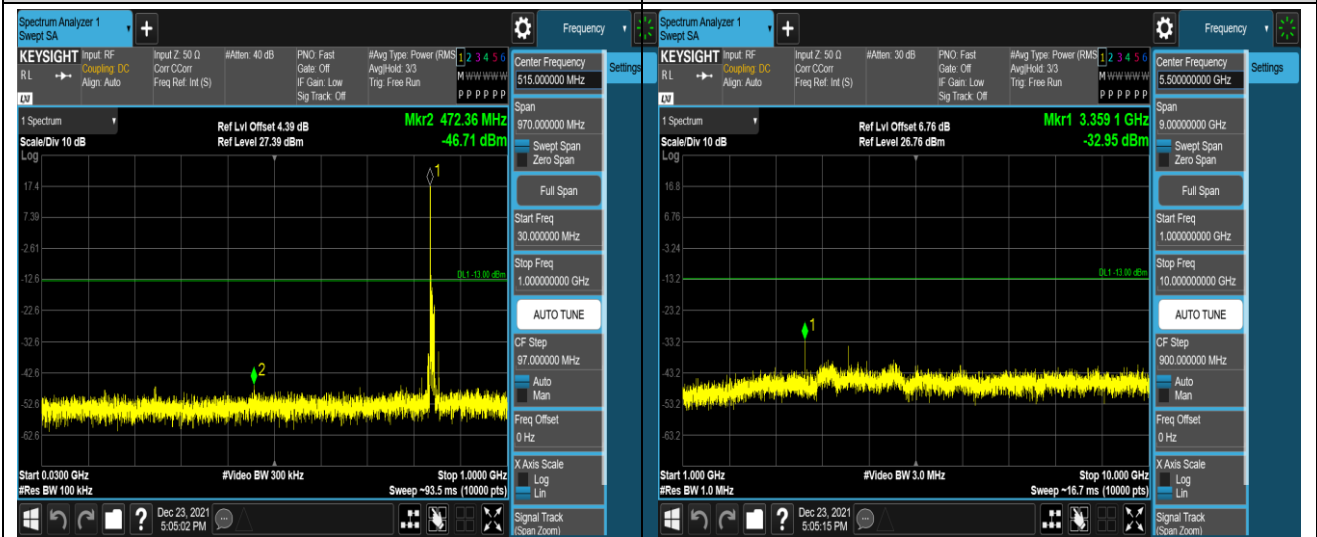 Spectrum Analyzer 1
Swept SA
+
Frequency
KEYSIGHT
RL
LXI
Input: RF
Coupling: DC
Align: Auto
Input Z: 50 Ω
Corr CCorr
Freq Ref: Int (S)
#Atten: 40 dB
PNO: Fast
Gate: Off
IF Gain: Low
Sig Track: Off
#Avg Type: Power (RMS
Avg|Hold: 3/3
Trig: Free Run
1 2 3 4 5 6
M W W W W W
P P P P P P
Center Frequency
515.000000 MHz
Settings
Span
970.000000 MHz
Swept Span
Zero Span
Full Span
Start Freq
30.000000 MHz
Stop Freq
1.000000000 GHz
AUTO TUNE
CF Step
97.000000 MHz
Auto
Man
Freq Offset
0 Hz
X Axis Scale
Log
Lin
Signal Track
(Span Zoom)
1 Spectrum
Scale/Div 10 dB
Log
Ref Lvl Offset 4.39 dB
Ref Level 27.39 dBm
Mkr2 472.36 MHz
-46.71 dBm
1
17.4
7.39
-2.61
DL1 -13.00 dBm
-12.6
-22.6
-32.6
-42.6
2
-52.6
-62.6
Start 0.0300 GHz
#Res BW 100 kHz
#Video BW 300 kHz
Stop 1.0000 GHz
Sweep ~93.5 ms (10000 pts)
?
Dec 23, 2021
5:05:02 PM
Spectrum Analyzer 1
Swept SA
+
Frequency
KEYSIGHT
RL
LXI
Input: RF
Coupling: DC
Align: Auto
Input Z: 50 Ω
Corr CCorr
Freq Ref: Int (S)
#Atten: 30 dB
PNO: Fast
Gate: Off
IF Gain: Low
Sig Track: Off
#Avg Type: Power (RMS
Avg|Hold: 3/3
Trig: Free Run
1 2 3 4 5 6
M W W W W W
P P P P P P
Center Frequency
5.500000000 GHz
Settings
Span
9.00000000 GHz
Swept Span
Zero Span
Full Span
Start Freq
1.000000000 GHz
Stop Freq
10.000000000 GHz
AUTO TUNE
CF Step
900.000000 MHz
Auto
Man
Freq Offset
0 Hz
X Axis Scale
Log
Lin
Signal Track
(Span Zoom)
1 Spectrum
Scale/Div 10 dB
Log
Ref Lvl Offset 6.76 dB
Ref Level 26.76 dBm
Mkr1 3.359 1 GHz
-32.95 dBm
16.8
6.76
-3.24
DL1 -13.00 dBm
-13.2
-23.2
1
-33.2
-43.2
-53.2
-63.2
Start 1.000 GHz
#Res BW 1.0 MHz
#Video BW 3.0 MHz
Stop 10.000 GHz
Sweep ~16.7 ms (10000 pts)
?
Dec 23, 2021
5:05:15 PM